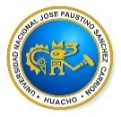 UNIVERSIDAD NACIONAL JOSE FAUSTINO SANCHEZ CARRION
• HUACHO •